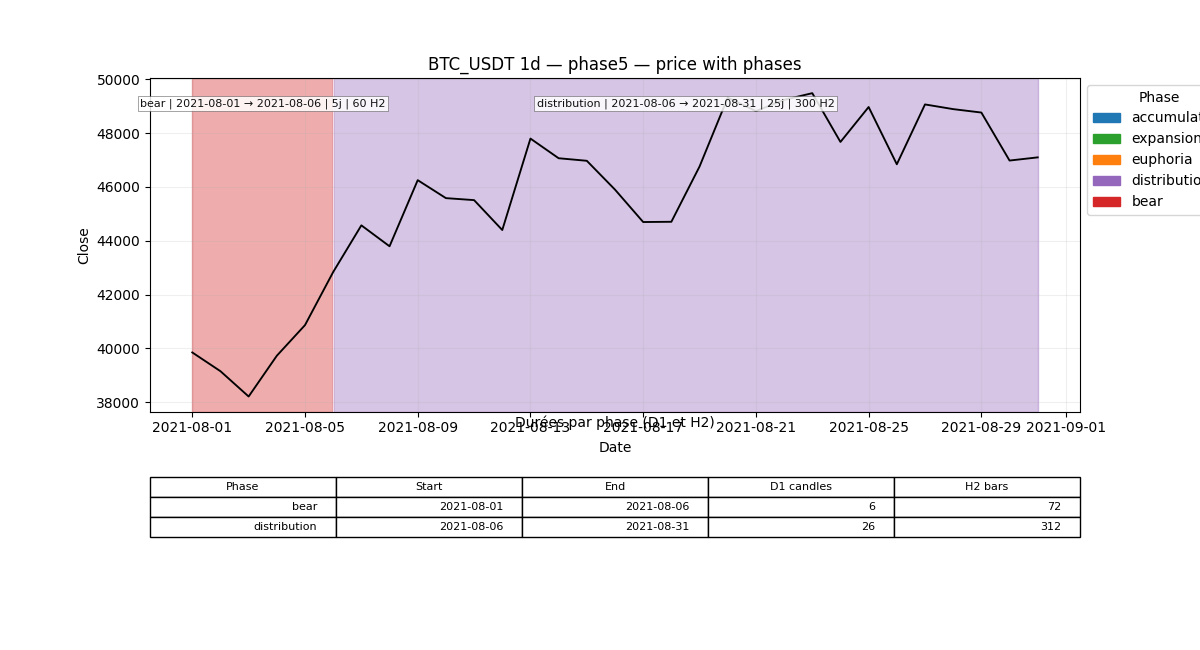 BTC_USDT 1d — phase5 — price with phases
50000
48000
46000
44000
42000
40000
38000
Close
bear | 2021-08-01 → 2021-08-06 | 5j | 60 H2
distribution | 2021-08-06 → 2021-08-31 | 25j | 300 H2
Phase
accumulat
expansion
euphoria
distributio
bear
2021-08-01 2021-08-05 2021-08-09 2021-08-13 2021-08-17 2021-08-21 2021-08-25 2021-08-29 2021-09-01
Durées par phase (D1 et H2)
Date
Phase Start End D1 candles H2 bars
bear 2021-08-01 2021-08-06 6 72
distribution 2021-08-06 2021-08-31 26 312